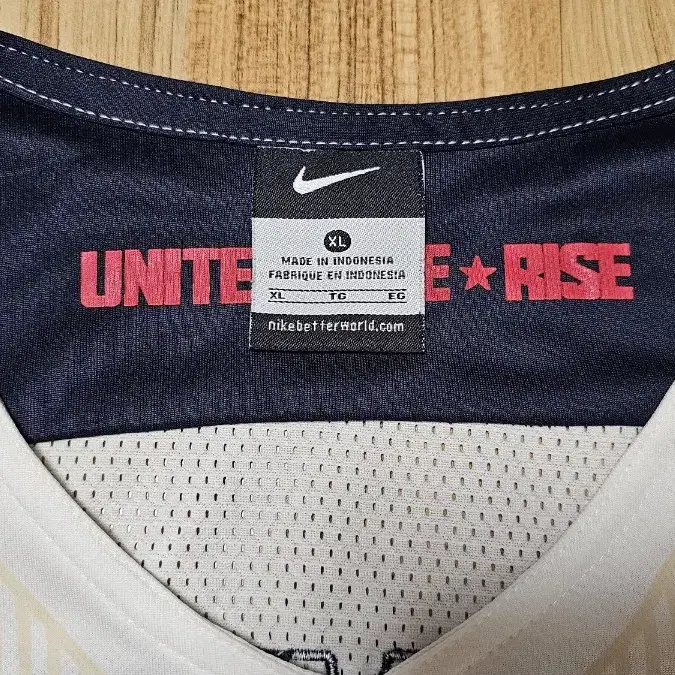 XL
MADE IN INDONESIA
FABRIQUE EN INDONESIA
XL TG EG
nikebetterworld.com
UNITE ★ RISE